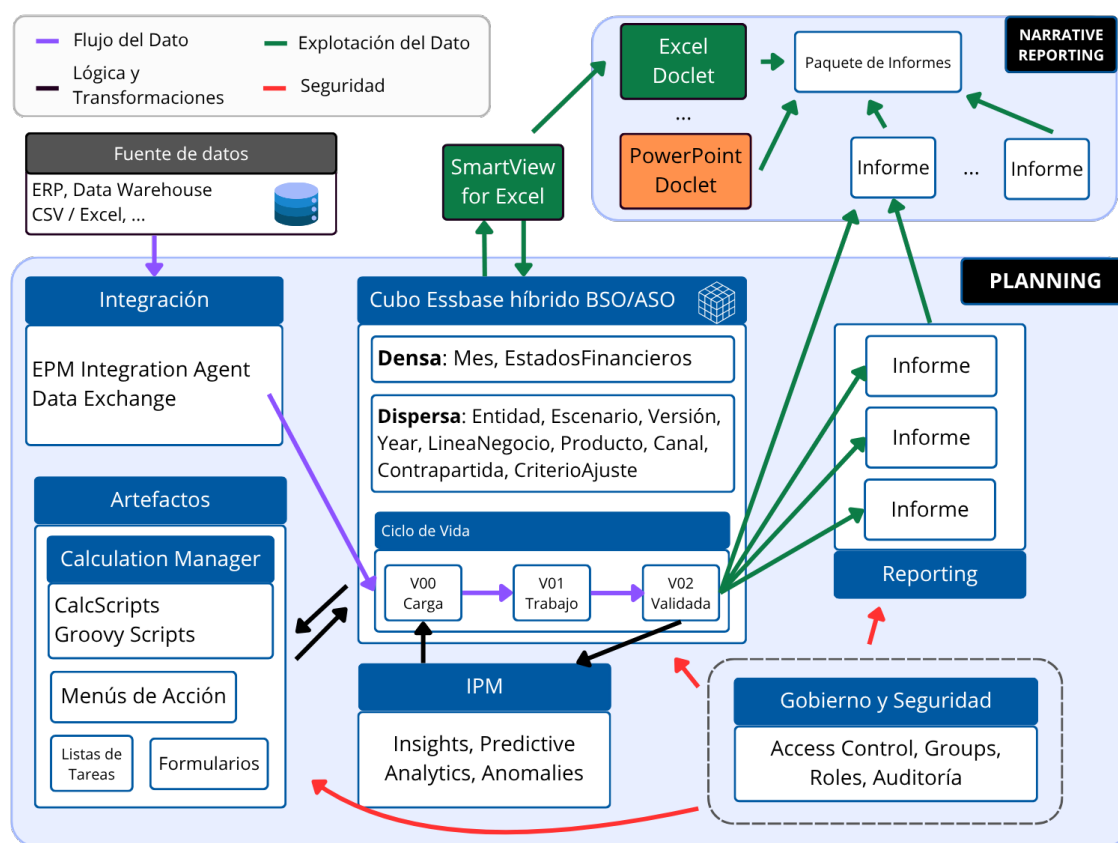 Flujo del Dato
Explotación del Dato
Lógica y
Transformaciones
Seguridad
NARRATIVE
REPORTING
Excel
Doclet
...
PowerPoint
Doclet
Paquete de Informes
Informe
...
Informe
Fuente de datos
ERP, Data Warehouse
CSV / Excel, ...
SmartView
for Excel
PLANNING
Integración
EPM Integration Agent
Data Exchange
Cubo Essbase híbrido BSO/ASO
Densa: Mes, EstadosFinancieros
Dispersa: Entidad, Escenario, Versión,
Year, LineaNegocio, Producto, Canal,
Contrapartida, CriterioAjuste
Ciclo de Vida
V00
Carga
V01
Trabajo
V02
Validada
Informe
Informe
Informe
Reporting
Artefactos
Calculation Manager
CalcScripts
Groovy Scripts
Menús de Acción
Listas de
Tareas
Formularios
IPM
Insights, Predictive
Analytics, Anomalies
Gobierno y Seguridad
Access Control, Groups,
Roles, Auditoría